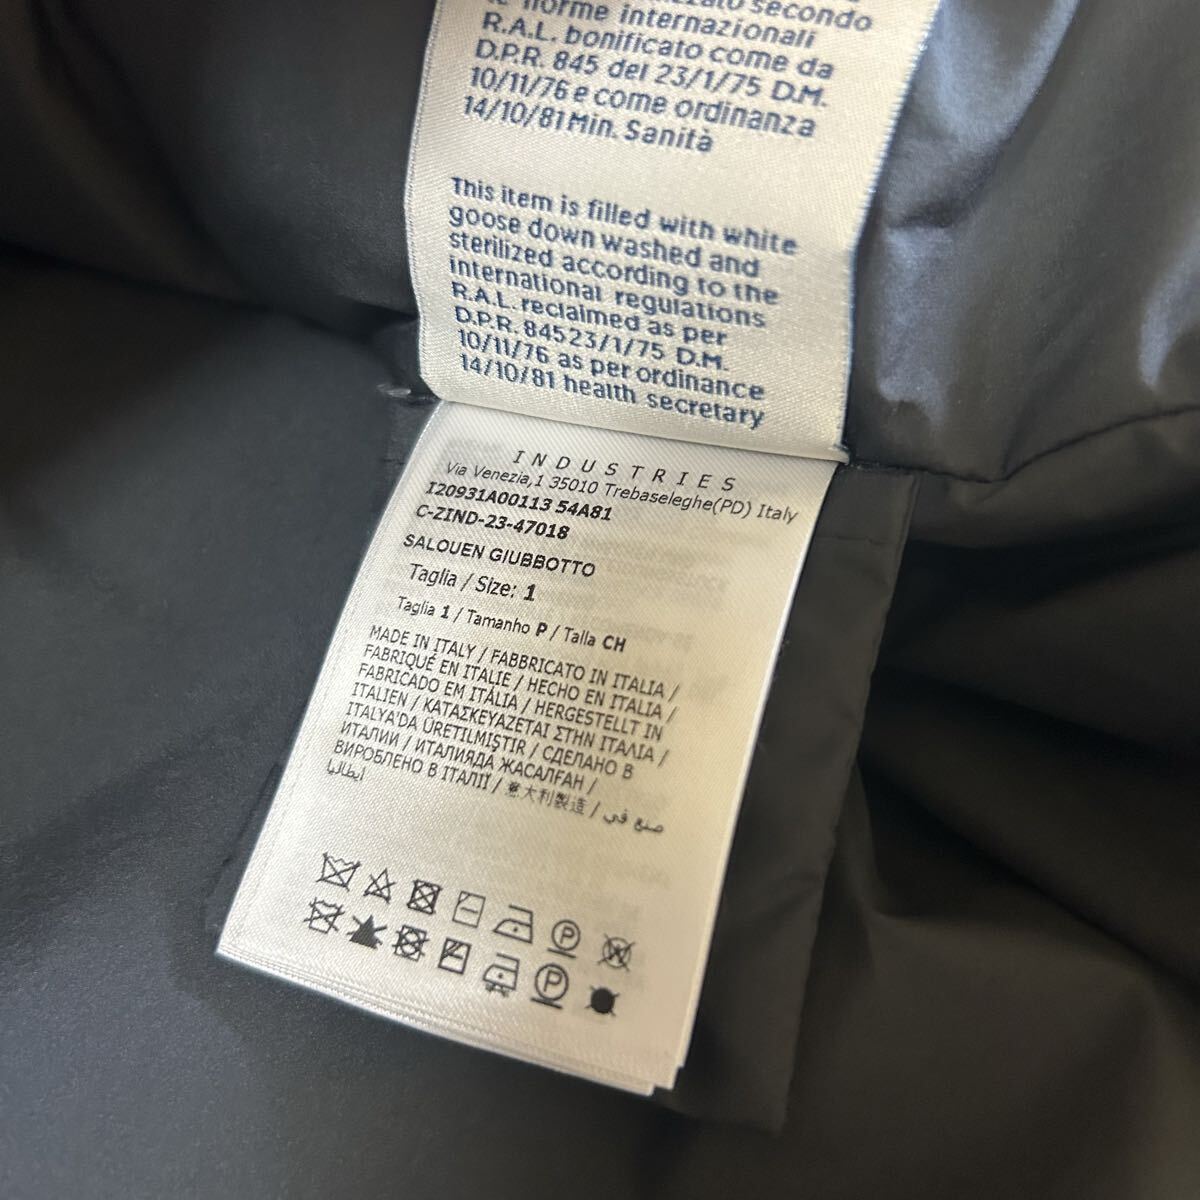 secondo
norme internazionali
R.A.L. bonificato come da
D.P.R. 845 del 23/1/75 D.M.
10/11/76 e come ordinanza
14/10/81 Min. Sanità
This item is filled with white
goose down washed and
sterilized according to the
international regulations
R.A.L. reclaimed as per
D.P.R. 84523/1/75 D.M.
10/11/76 as per ordinance
14/10/81 health secretary
INDUSTRIES
Via Venezia,1 35010 Trebaseleghe(PD) Italy
I20931A00113 54A81
C-ZIND-23-47018
SALOUEN GIUBBOTTO
Taglia / Size: 1
Taglia 1 / Tamanho P / Talla CH
MADE IN ITALY / FABBRICATO IN ITALIA /
FABRIQUÉ EN ITALIE / HECHO EN ITALIA /
FABRICADO EM ITÁLIA / HERGESTELLT IN
ITALIEN / ΚΑΤΑΣΚΕΥΑΖΕΤΑΙ ΣΤΗΝ ΙΤΑΛΙΑ /
ITALYA'DA ÜRETILMIŞTIR / СДЕЛАНО В
ИТАЛИИ / ИТАЛИЯДА ЖАСАЛҒАН /
ВИРОБЛЕНО В ІТАЛІЇ / 意大利製造 / صنع في
ايطاليا
P
W
P